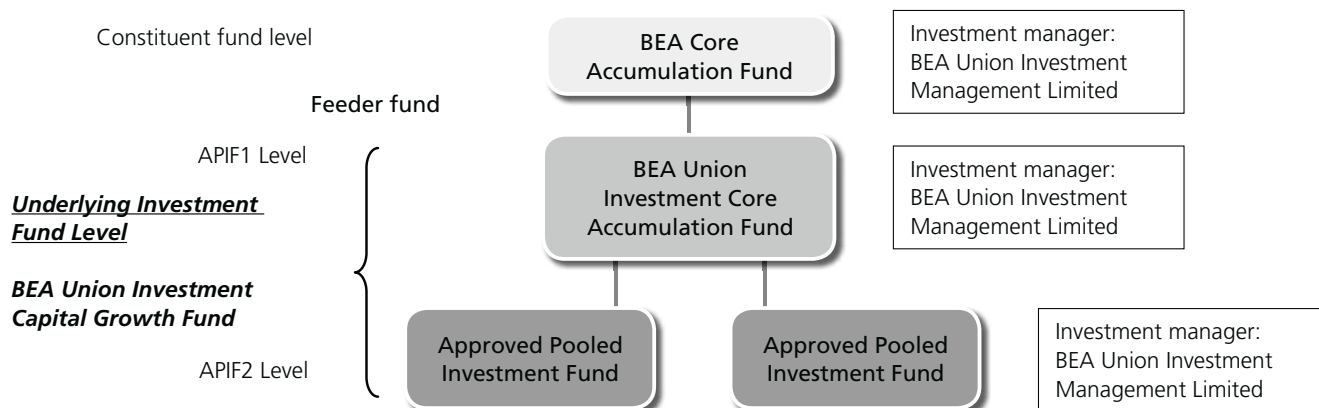 Constituent fund level
BEA Core
Accumulation Fund
Investment manager:
BEA Union Investment
Management Limited
Feeder fund
APIF1 Level
BEA Union
Investment Core
Accumulation Fund
Investment manager:
BEA Union Investment
Management Limited
Underlying Investment
Fund Level
BEA Union Investment
Capital Growth Fund
APIF2 Level
Approved Pooled
Investment Fund
Approved Pooled
Investment Fund
Investment manager:
BEA Union Investment
Management Limited